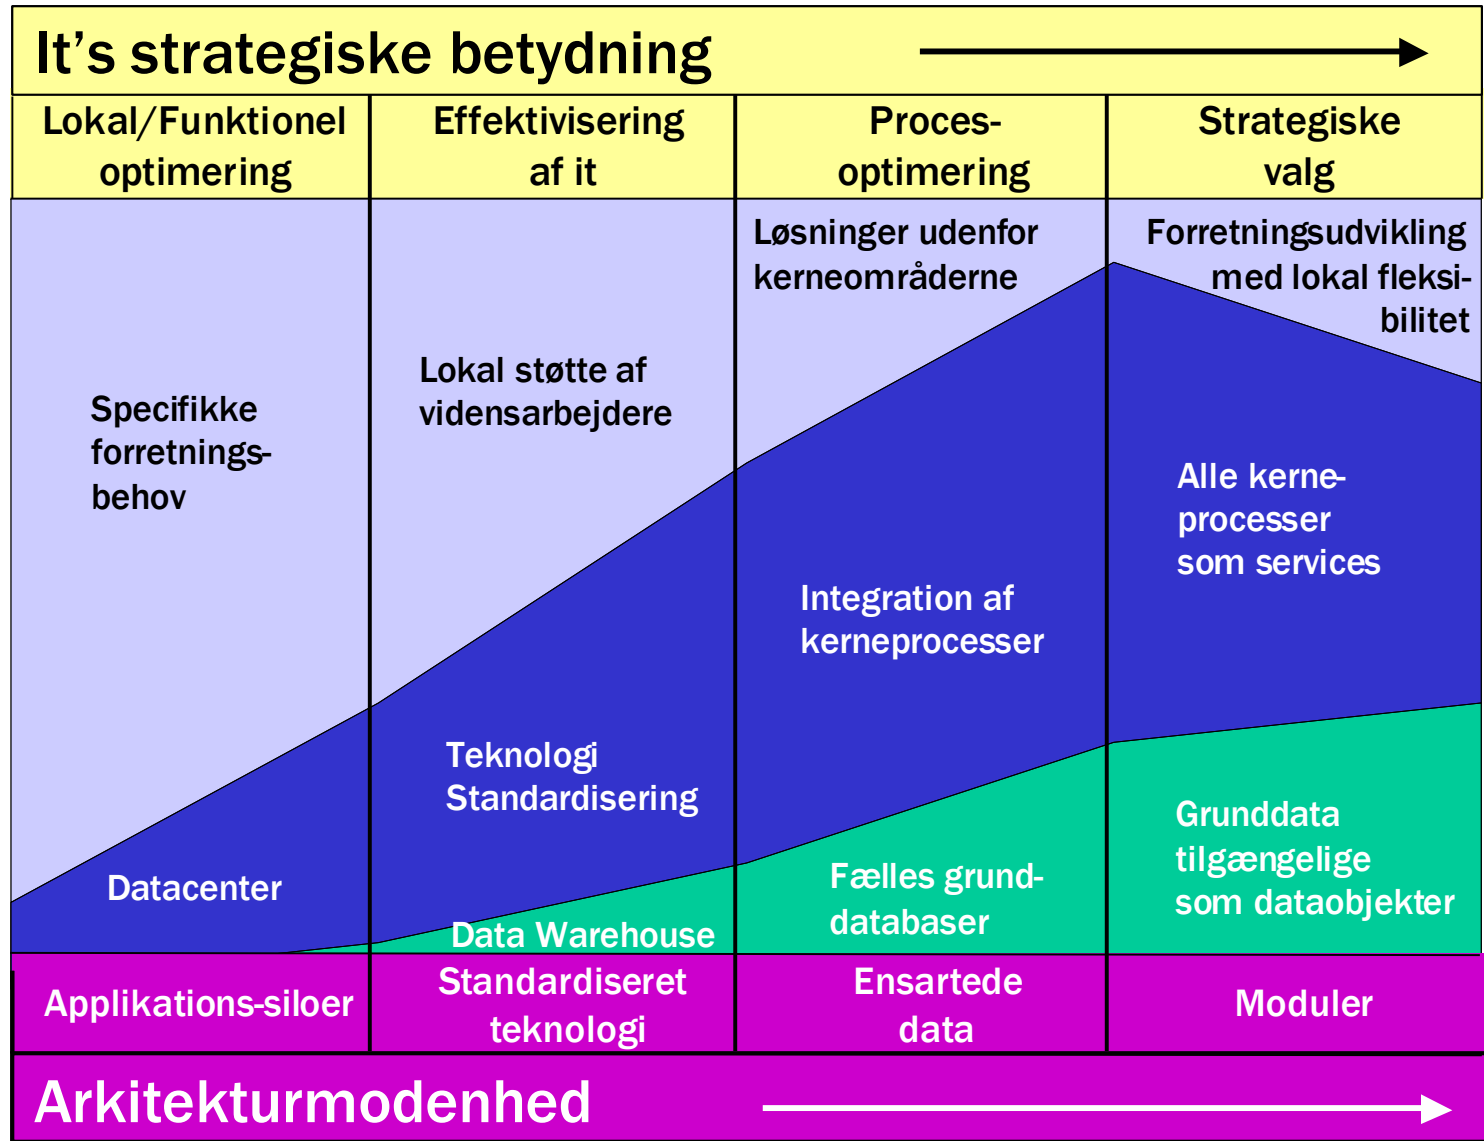 It's strategiske betydning
Lokal/Funktionel
optimering
Effektivisering
af it
Proces-
optimering
Strategiske
valg
Specifikke
forretnings-
behov
Lokal støtte af
vidensarbejdere
Løsninger udenfor
kerneområderne
Forretningsudvikling
med lokal fleksi-
bilitet
Datacenter
Teknologi
Standardisering
Integration af
kerneprocesser
Alle kerne-
processer
som services
Data Warehouse
Fælles grund-
databaser
Grunddata
tilgængelige
som dataobjekter
Applikations-siloer
Standardiseret
teknologi
Ensartede
data
Moduler
Arkitekturmodenhed